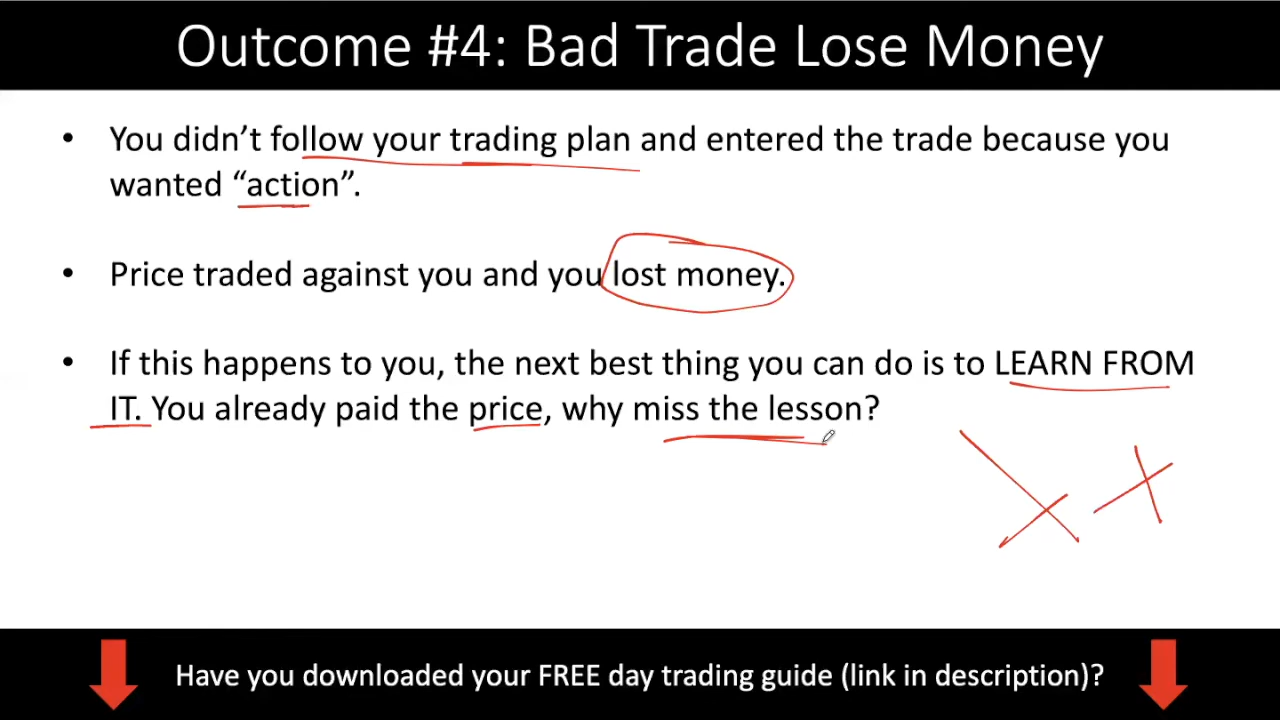 Outcome #4: Bad Trade Lose Money
• You didn’t follow your trading plan and entered the trade because you
wanted “action”.
• Price traded against you and you lost money.
• If this happens to you, the next best thing you can do is to LEARN FROM
IT. You already paid the price, why miss the lesson?
Have you downloaded your FREE day trading guide (link in description)?